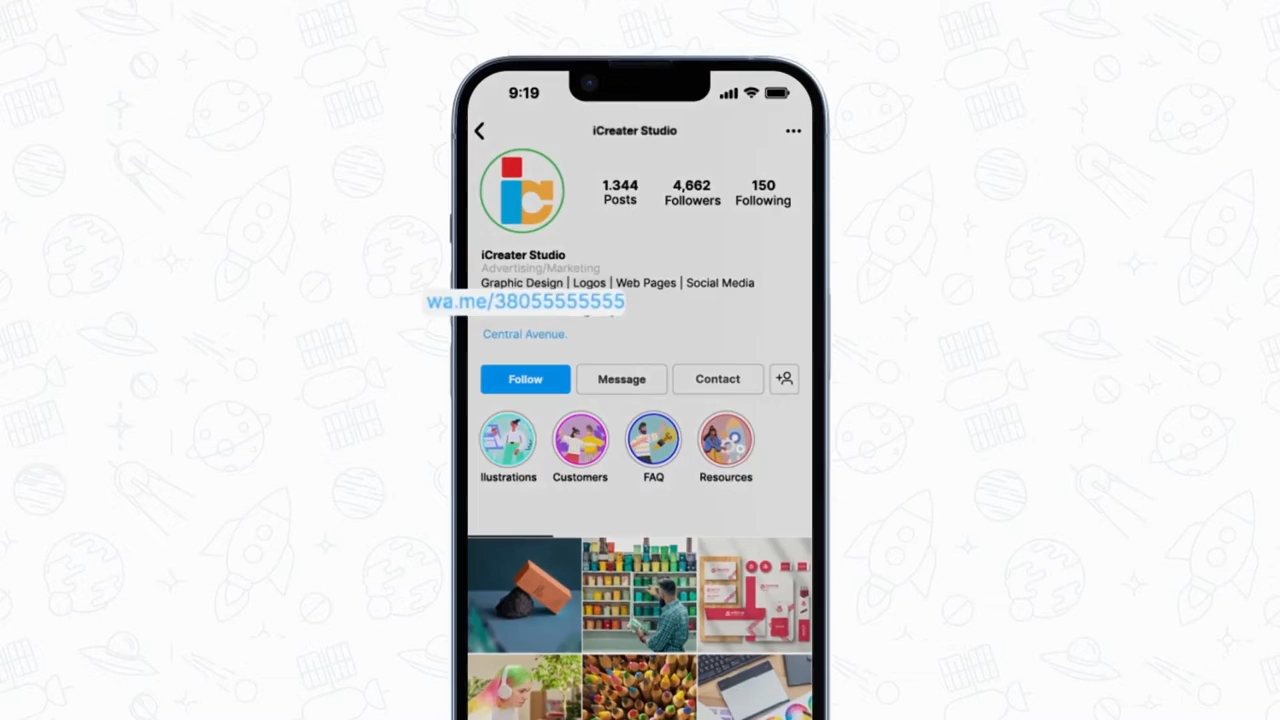 9:19
iCreater Studio
1.344 4,662 150
Posts Followers Following
iCreater Studio
Advertising/Marketing
Graphic Design | Logos | Web Pages | Social Media
wa.me/38055555555
Central Avenue.
Follow Message Contact
llustrations Customers FAQ Resources